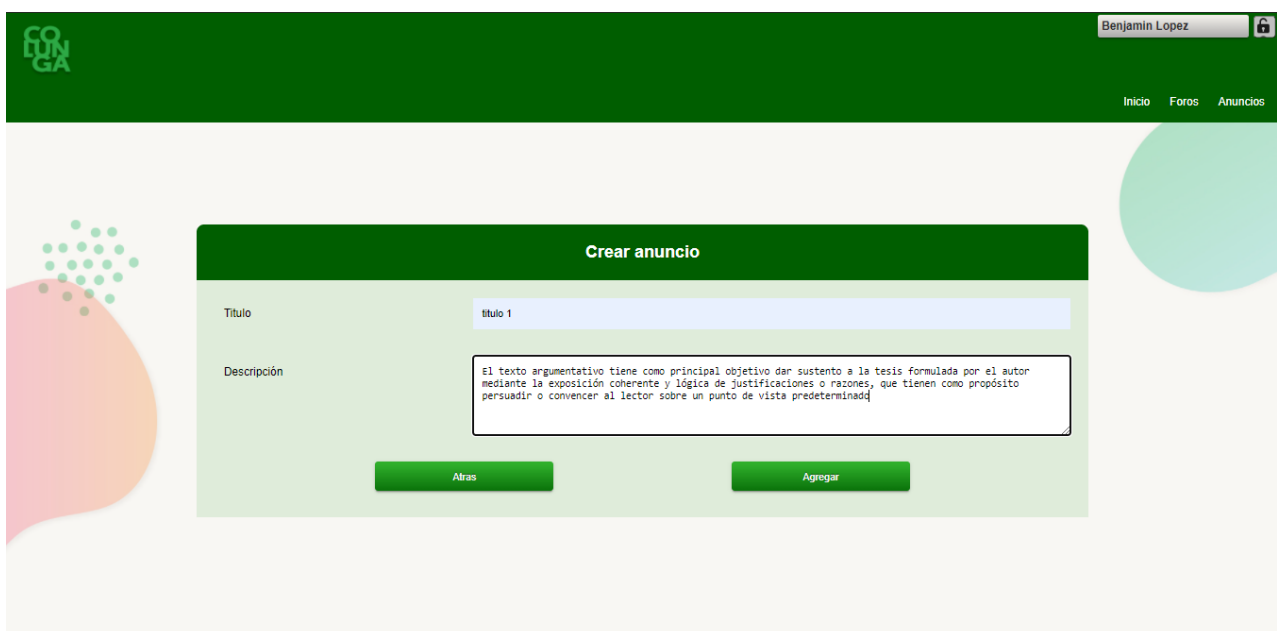 CO
LUN
GA
Benjamin Lopez
Inicio Foros Anuncios
Crear anuncio
Titulo
titulo 1
Descripción
El texto argumentativo tiene como principal objetivo dar sustento a la tesis formulada por el autor
mediante la exposición coherente y lógica de justificaciones o razones, que tienen como propósito
persuadir o convencer al lector sobre un punto de vista predeterminado
Atras
Agregar